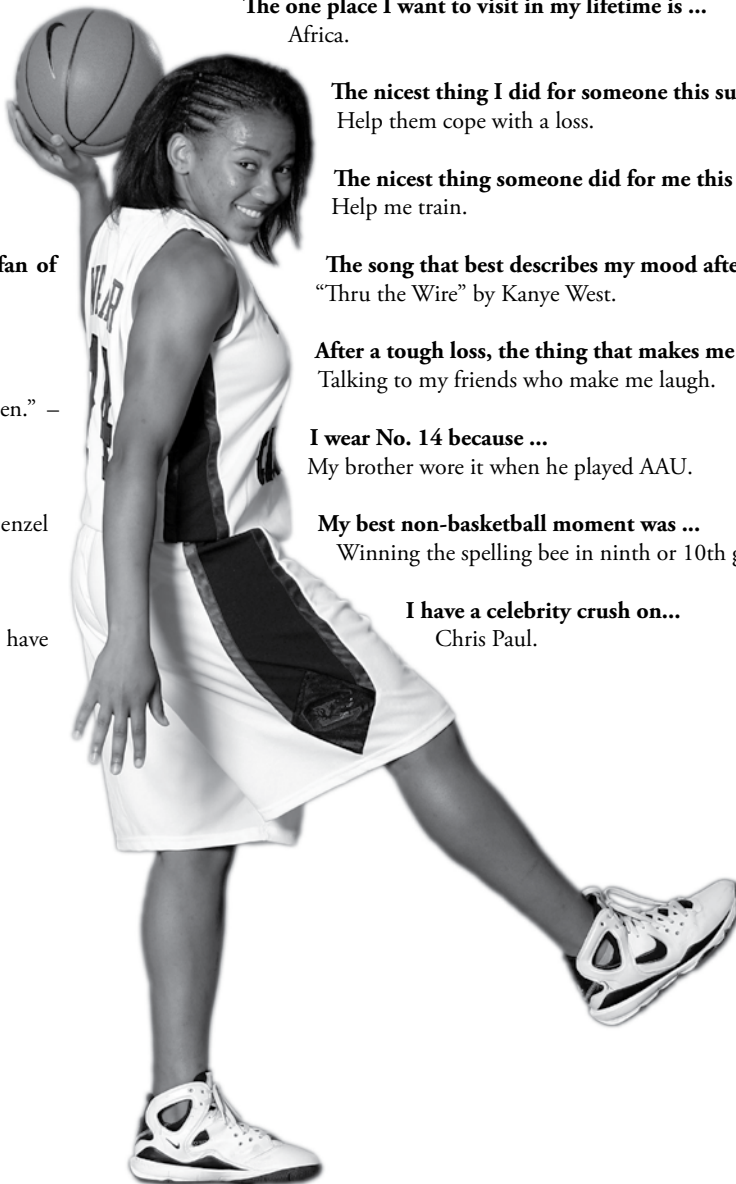 The one place I want to visit in my lifetime is ...
Africa.
The nicest thing I did for someone this su
Help them cope with a loss.
The nicest thing someone did for me this
Help me train.
fan of
The song that best describes my mood afte
“Thru the Wire” by Kanye West.
After a tough loss, the thing that makes me
Talking to my friends who make me laugh.
en.” –
I wear No. 14 because ...
My brother wore it when he played AAU.
enzel
My best non-basketball moment was ...
Winning the spelling bee in ninth or 10th g
I have a celebrity crush on...
have
Chris Paul.